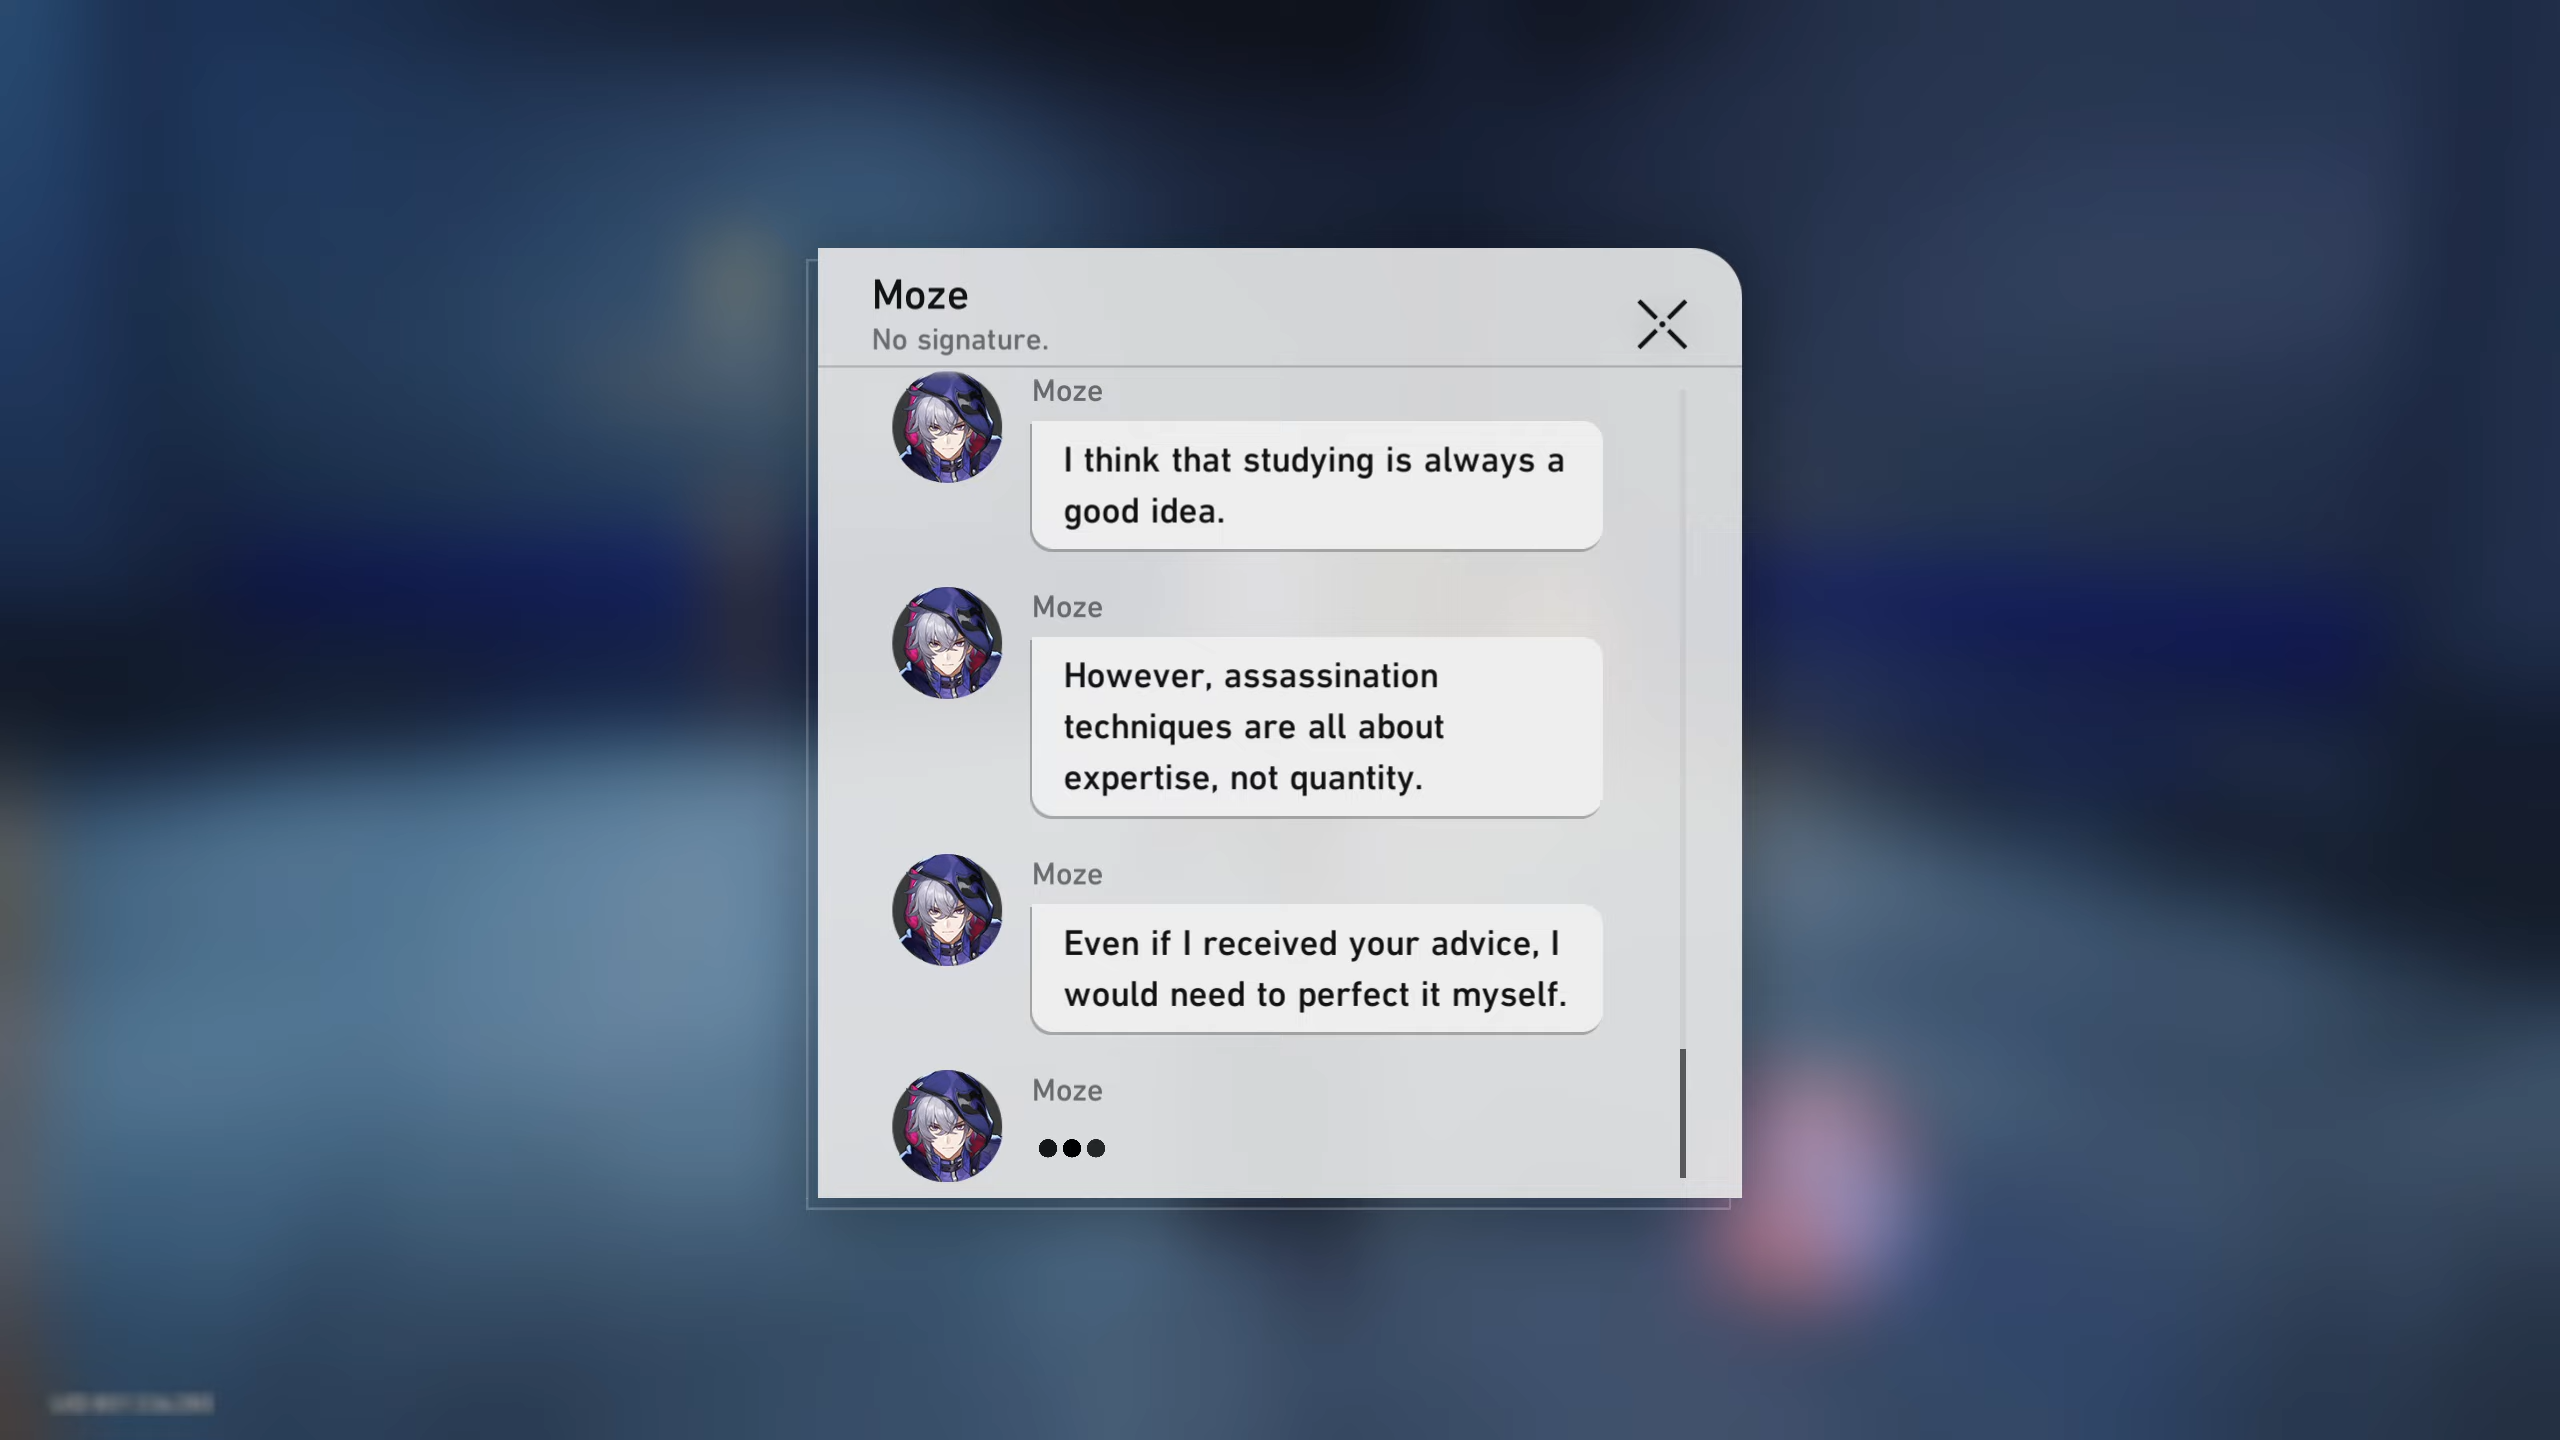 Moze
No signature.
Moze
I think that studying is always a
good idea.
Moze
However, assassination
techniques are all about
expertise, not quantity.
Moze
Even if I received your advice, I
would need to perfect it myself.
Moze